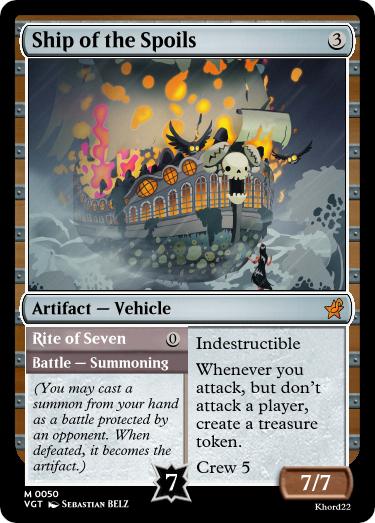 Ship of the Spoils
3
Artifact — Vehicle
Rite of Seven
0
Battle — Summoning
(You may cast a
summon from your hand
as a battle protected by
an opponent. When
defeated, it becomes the
artifact.)
7
Indestructible
Whenever you
attack, but don't
attack a player,
create a treasure
token.
Crew 5
7/7
M 0050
VGT Sebastian BELZ
Khord22